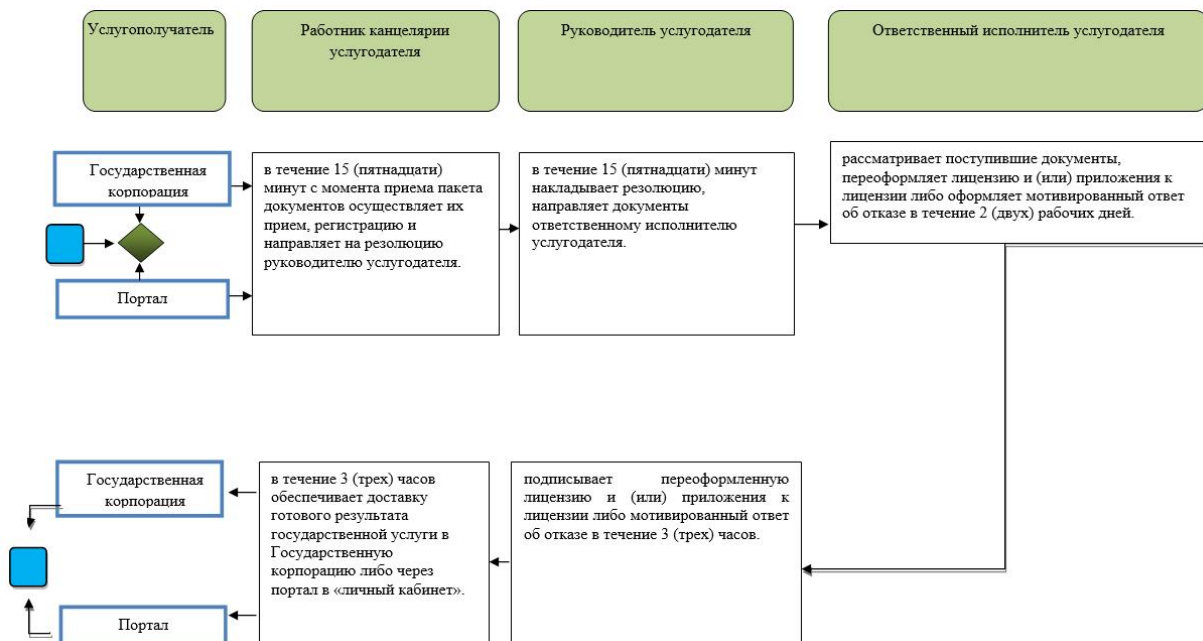 Услугополучатель
Работник канцелярии
услугодателя
Руководитель услугодателя
Ответственный исполнитель услугодателя
Государственная
корпорация
Портал
в течение 15 (пятнадцати)
минут с момента приема пакета
документов осуществляет их
прием, регистрацию и
направляет на резолюцию
руководителю услугодателя.
в течение 15 (пятнадцати) минут
накладывает резолюцию,
направляет документы
ответственному исполнителю
услугодателя.
рассматривает поступившие документы,
переоформляет лицензию и (или) приложения к
лицензии либо оформляет мотивированный ответ
об отказе в течение 2 (двух) рабочих дней.
Государственная
корпорация
Портал
в течение 3 (трех) часов
обеспечивает доставку
готового результата
государственной услуги в
Государственную
корпорацию либо через
портал в «личный кабинет».
подписывает переоформленную
лицензию и (или) приложения к
лицензии либо мотивированный ответ
об отказе в течение 3 (трех) часов.